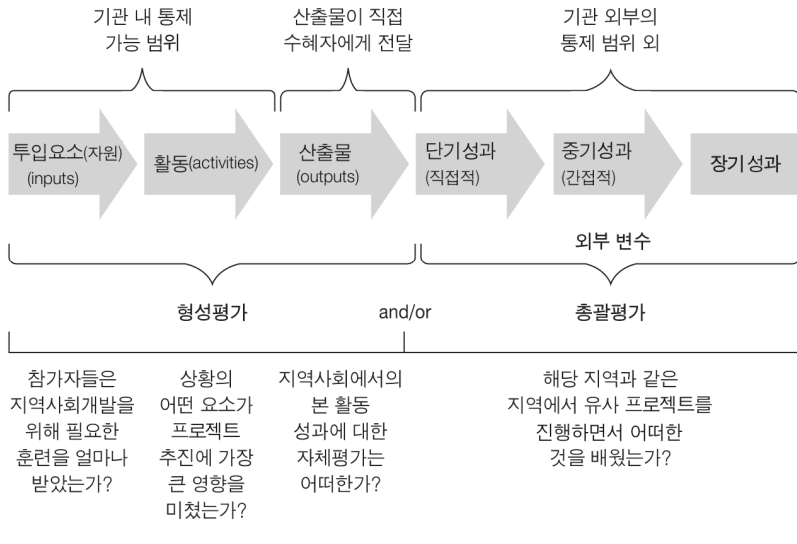 기관 내 통제
가능 범위
산출물이 직접
수혜자에게 전달
기관 외부의
통제 범위 외
투입요소(자원)
(inputs)
활동(activities)
산출물
(outputs)
단기성과
(직접적)
중기성과
(간접적)
장기성과
외부 변수
형성평가
and/or
총괄평가
참가자들은
지역사회개발을
위해 필요한
훈련을 얼마나
받았는가?
상황의
어떤 요소가
프로젝트
추진에 가장
큰 영향을
미쳤는가?
지역사회에서의
본 활동
성과에 대한
자체평가는
어떠한가?
해당 지역과 같은
지역에서 유사 프로젝트를
진행하면서 어떠한
것을 배웠는가?